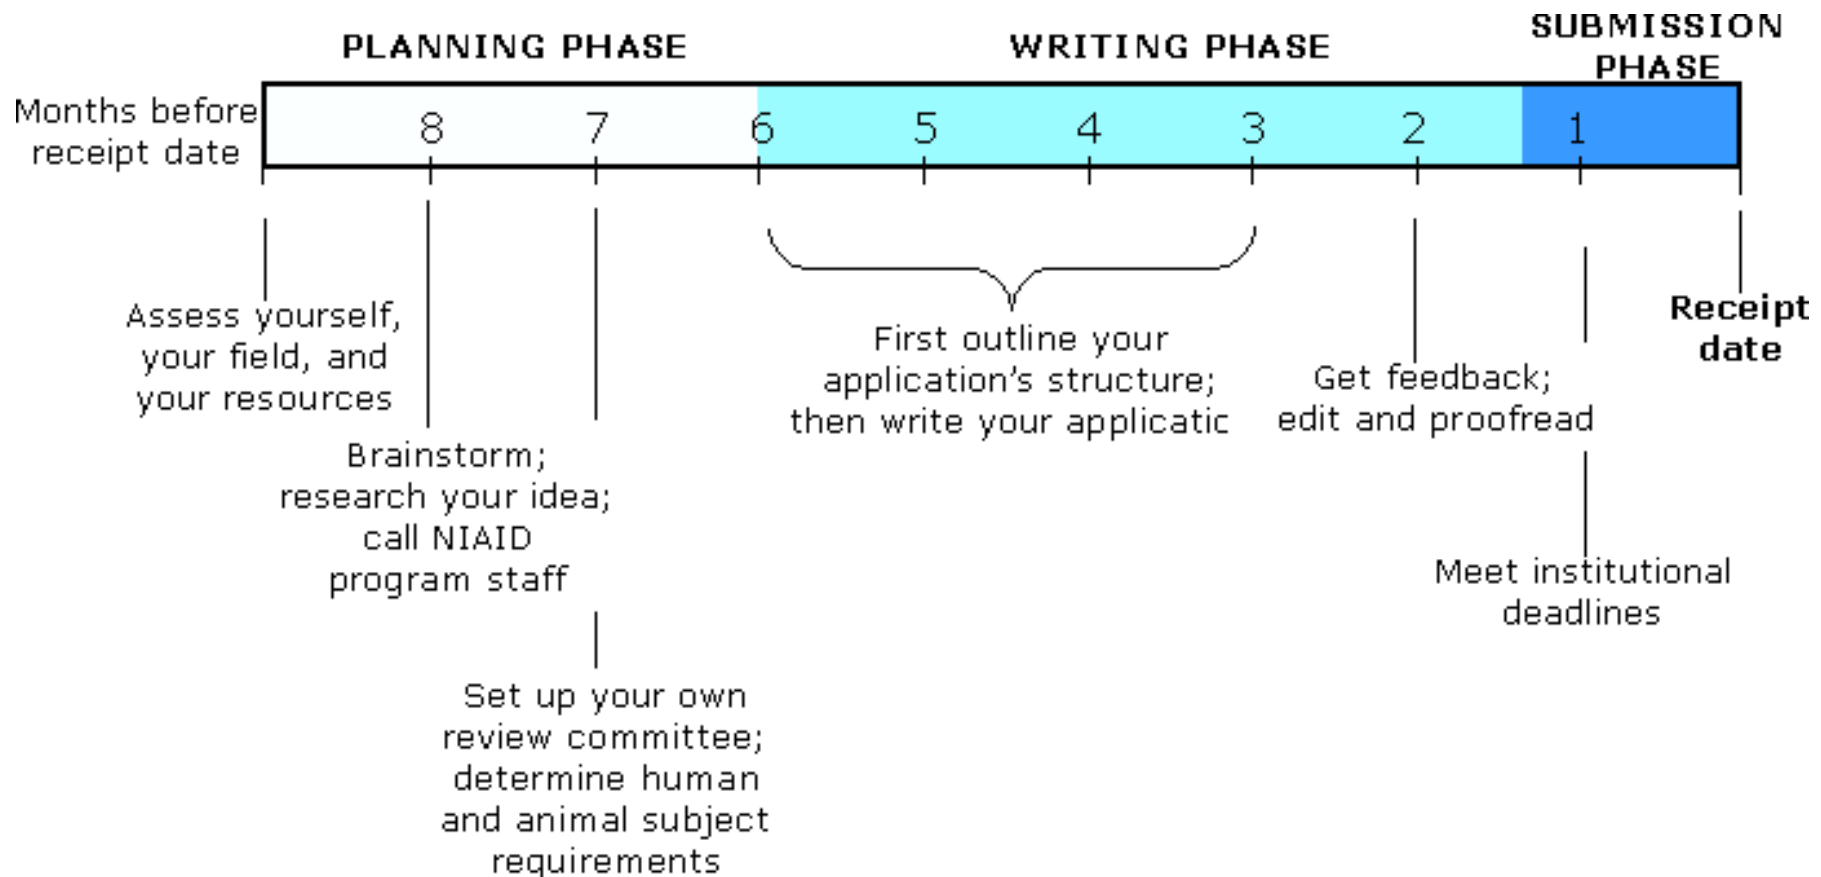 PLANNING PHASE
WRITING PHASE
SUBMISSION
PHASE
Months before
receipt date
8 7 6 5 4 3 2 1
Assess yourself,
your field, and
your resources
Brainstorm;
research your idea;
call NIAID
program staff
Set up your own
review committee;
determine human
and animal subject
requirements
First outline your
application's structure;
then write your applicatic
Get feedback;
edit and proofread
Meet institutional
deadlines
Receipt
date